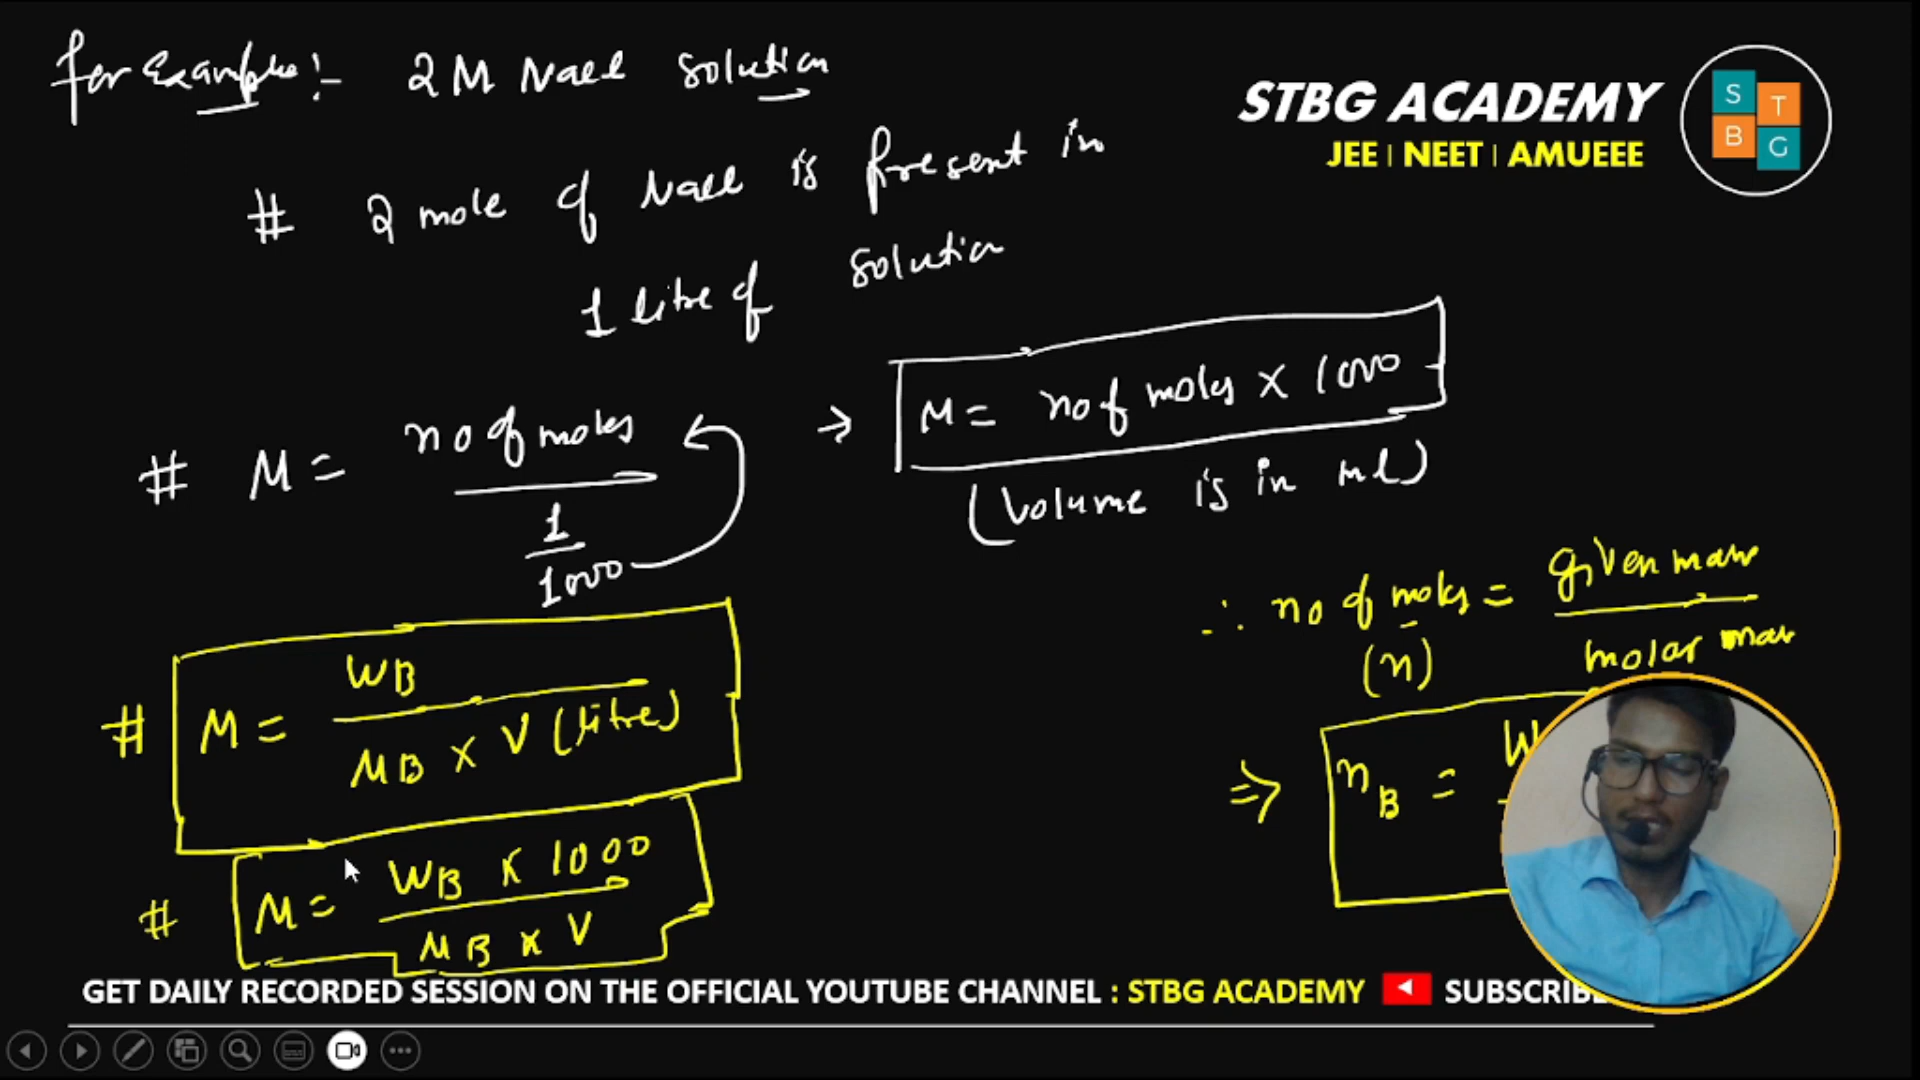 For Example:- 2M NaCl solution
# 2 mole of NaCl is present in
1 litre of solution
# M = no of moles
1
1000
→ M = no of moles × 1000
(Volume is in ml)
∴ no of moles = given mass
(n) molar mass
# M = WB
MB × V (litre)
⇒ nB = W
# M = WB × 1000
MB × V
STBG ACADEMY
JEE | NEET | AMUEEE
S T
B G
GET DAILY RECORDED SESSION ON THE OFFICIAL YOUTUBE CHANNEL : STBG ACADEMY SUBSCRIBE